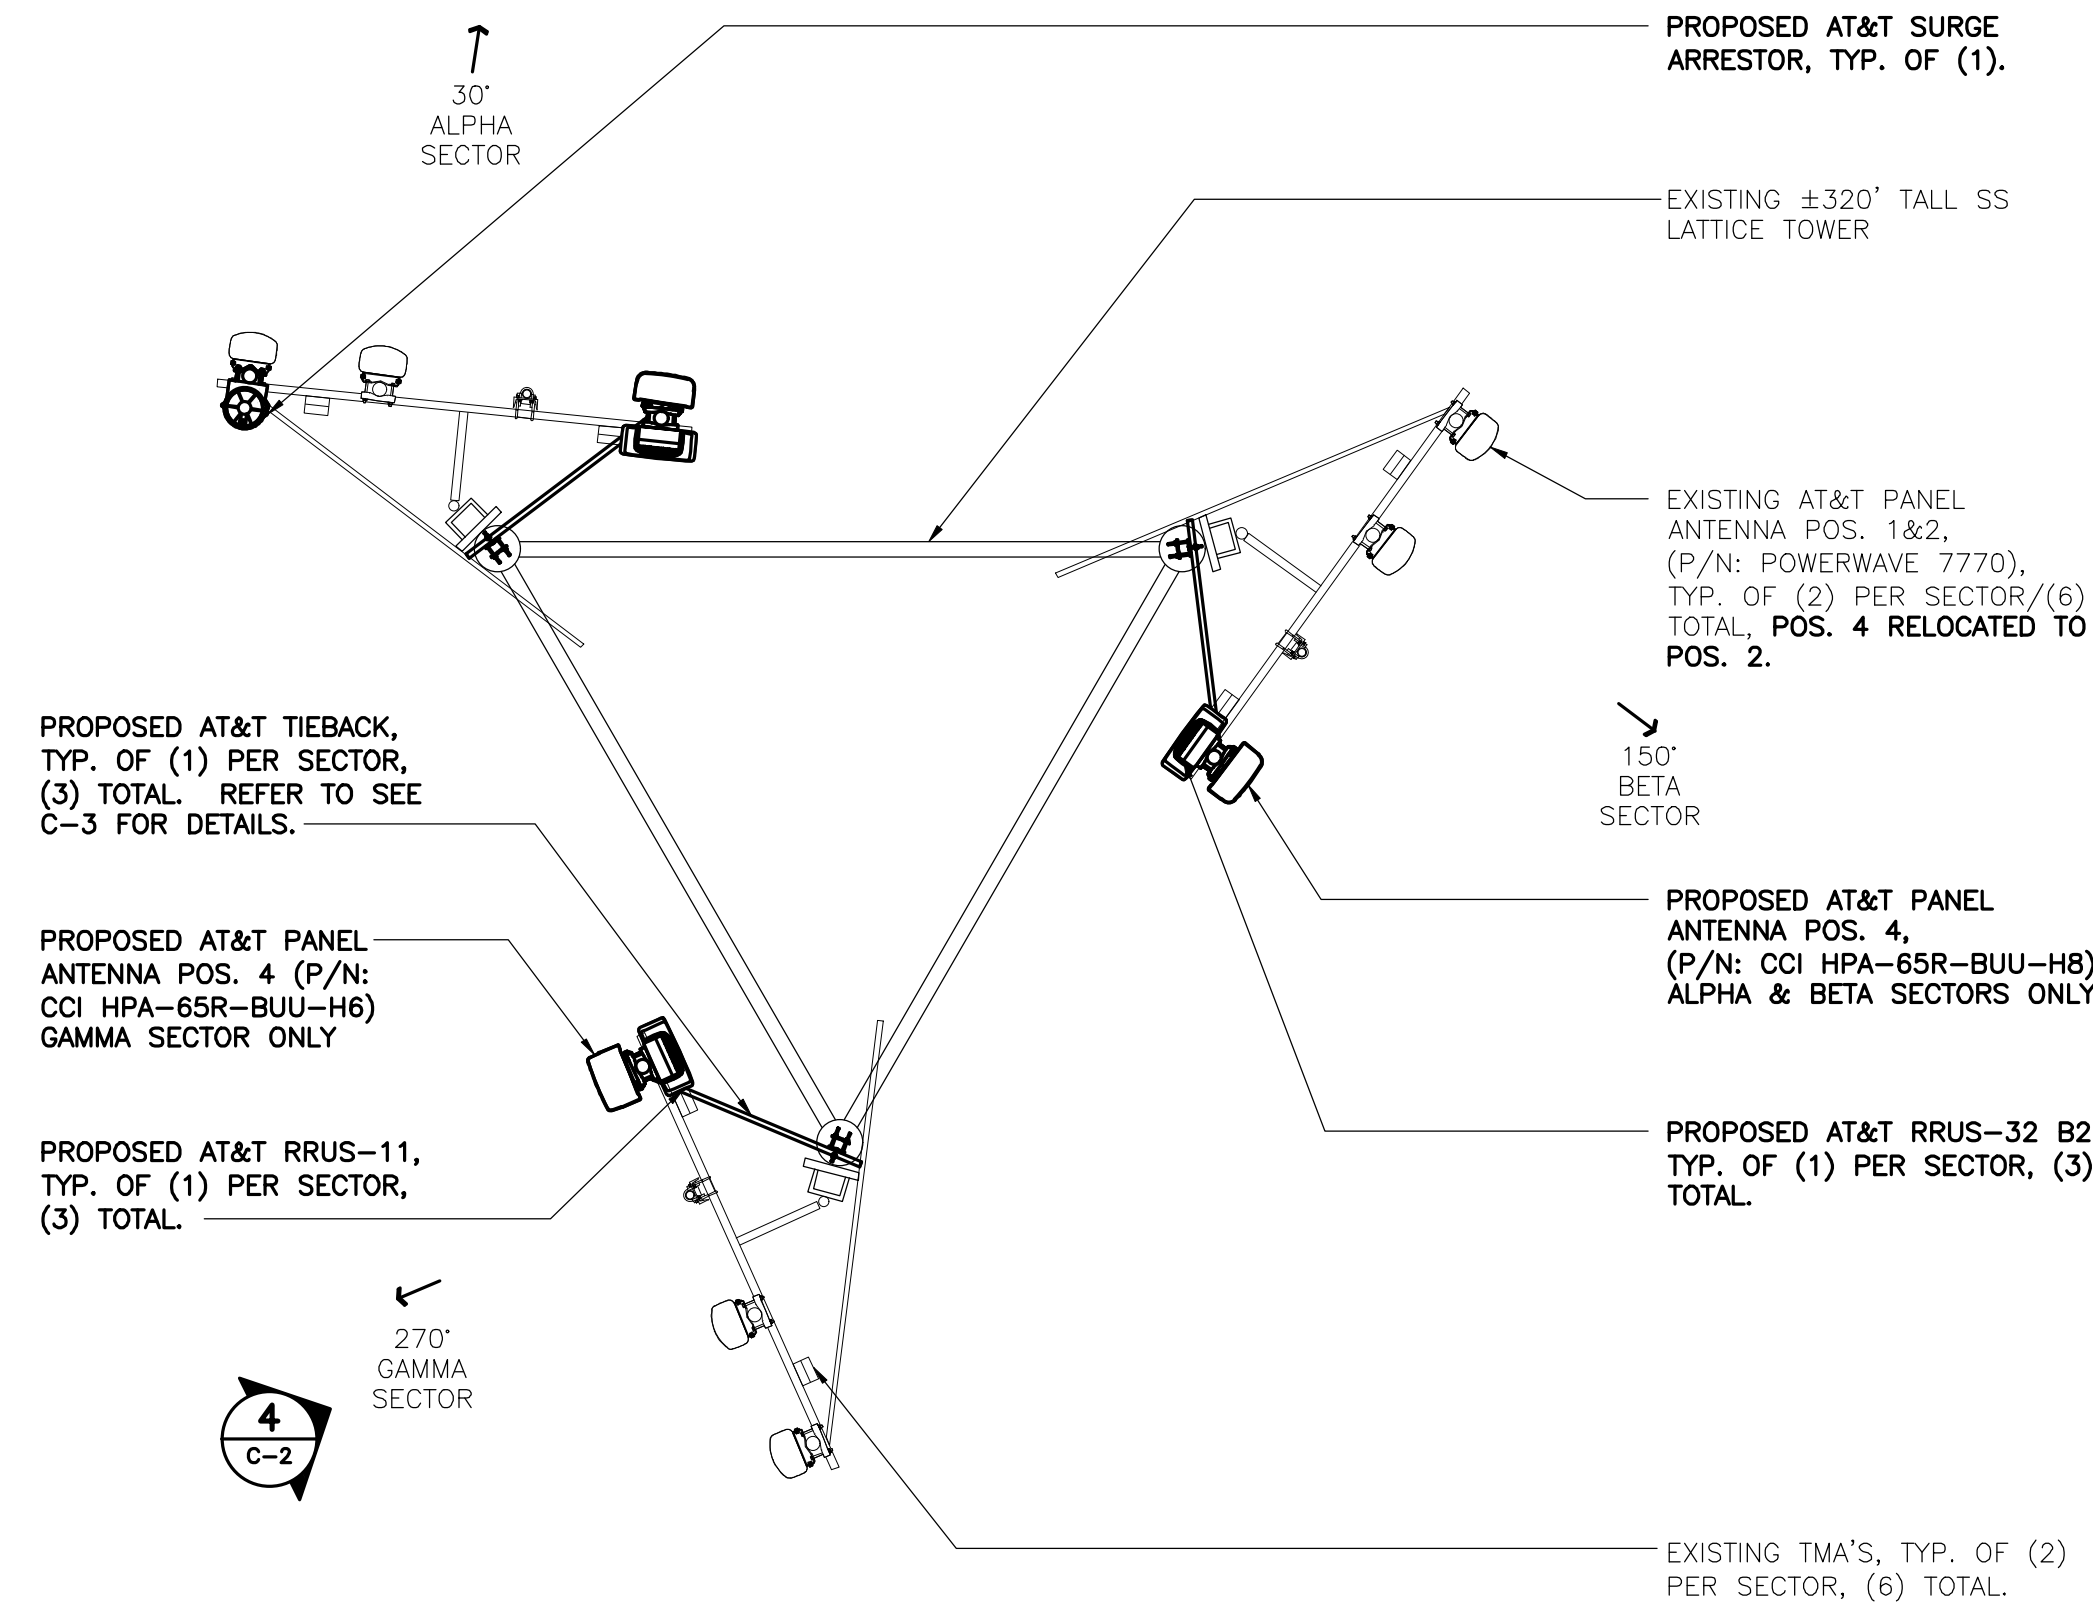 PROPOSED AT&T SURGE
ARRESTOR, TYP. OF (1).
30°
ALPHA
SECTOR
EXISTING ±320' TALL SS
LATTICE TOWER
EXISTING AT&T PANEL
ANTENNA POS. 1&2,
(P/N: POWERWAVE 7770),
TYP. OF (2) PER SECTOR/(6)
TOTAL, POS. 4 RELOCATED TO
POS. 2.
PROPOSED AT&T TIEBACK,
TYP. OF (1) PER SECTOR,
(3) TOTAL. REFER TO SEE
C-3 FOR DETAILS.
150°
BETA
SECTOR
PROPOSED AT&T PANEL
ANTENNA POS. 4,
(P/N: CCI HPA-65R-BUU-H8)
ALPHA & BETA SECTORS ONLY
PROPOSED AT&T PANEL
ANTENNA POS. 4 (P/N:
CCI HPA-65R-BUU-H6)
GAMMA SECTOR ONLY
PROPOSED AT&T RRUS-32 B2
TYP. OF (1) PER SECTOR, (3)
TOTAL.
PROPOSED AT&T RRUS-11,
TYP. OF (1) PER SECTOR,
(3) TOTAL.
270°
GAMMA
SECTOR
4
C-2
EXISTING TMA'S, TYP. OF (2)
PER SECTOR, (6) TOTAL.